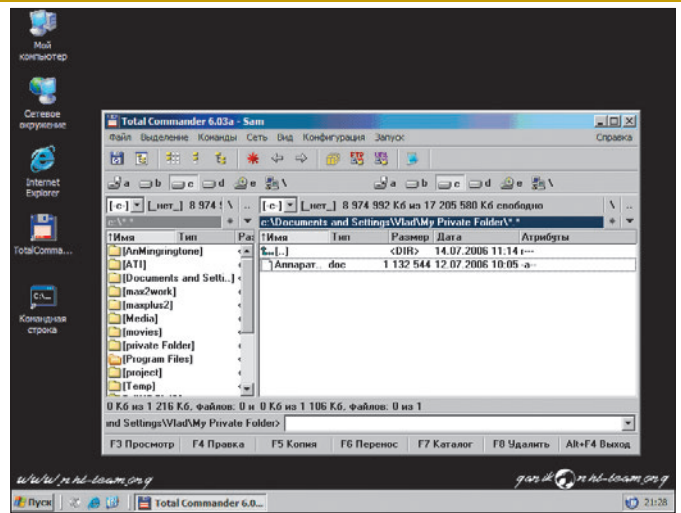 Мой
компьютер
Сетевое
окружение
Internet
Explorer
TotalComma...
Командная
строка
Total Commander 6.03a - Sam
Файл Выделение Команды Сеть Вид Конфигурация Запуск Справка
a b c d e \ a b c d e \
[-c-] [_нет_] 8 974 \ .. [-c-] [_нет_] 8 974 992 Кб из 17 205 580 Кб свободно \ ..
c:\*.* * ▼ c:\Documents and Settings\Vlad\My Private Folder\*.* * ▼
↑Имя Тип Ра: ↑Имя Тип Размер Дата Атрибуты
[AnMingingtone] [..] <DIR> 14.07.2006 11:14 r---
[ATI] Аппарат.. doc 1 132 544 12.07.2006 10:05 -a--
[Documents and Setti..]
[max2work]
[maxplus2]
[Media]
[movies]
[private Folder]
[Program Files]
[project]
[Temp]
0 Кб из 1 216 Кб, файлов: 0 и 0 Кб из 1 106 Кб, файлов: 0 из 1
and Settings\Vlad\My Private Folder>
F3 Просмотр F4 Правка F5 Копия F6 Перенос F7 Каталог F8 Удалить Alt+F4 Выход
www.nht-team.org
ganik nht-team.org
Пуск Total Commander 6.0... 21:28